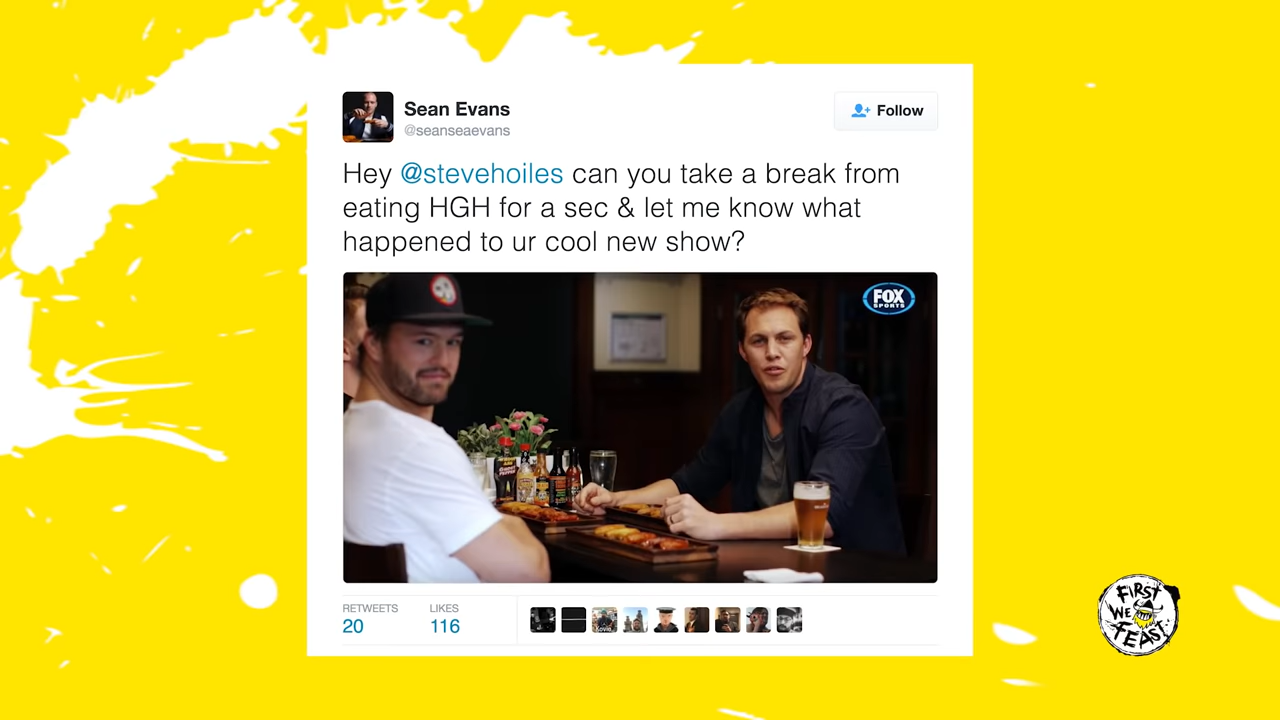 Sean Evans
@seanseaevans
Follow
Hey @stevehoiles can you take a break from
eating HGH for a sec & let me know what
happened to ur cool new show?
FOX
SPORTS
RETWEETS
LIKES
20
116
FIRST
WE
FEAST